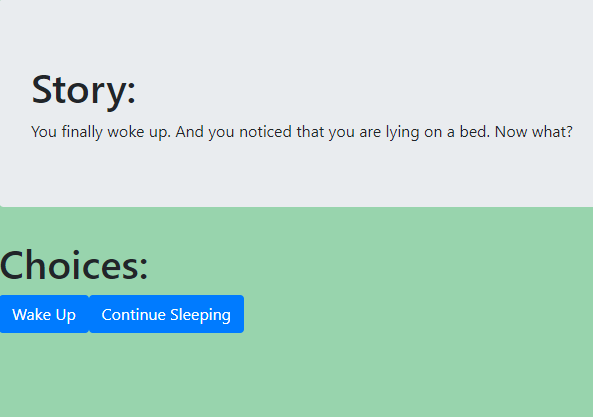 Story:
You finally woke up. And you noticed that you are lying on a bed. Now what?
Choices:
Wake Up
Continue Sleeping